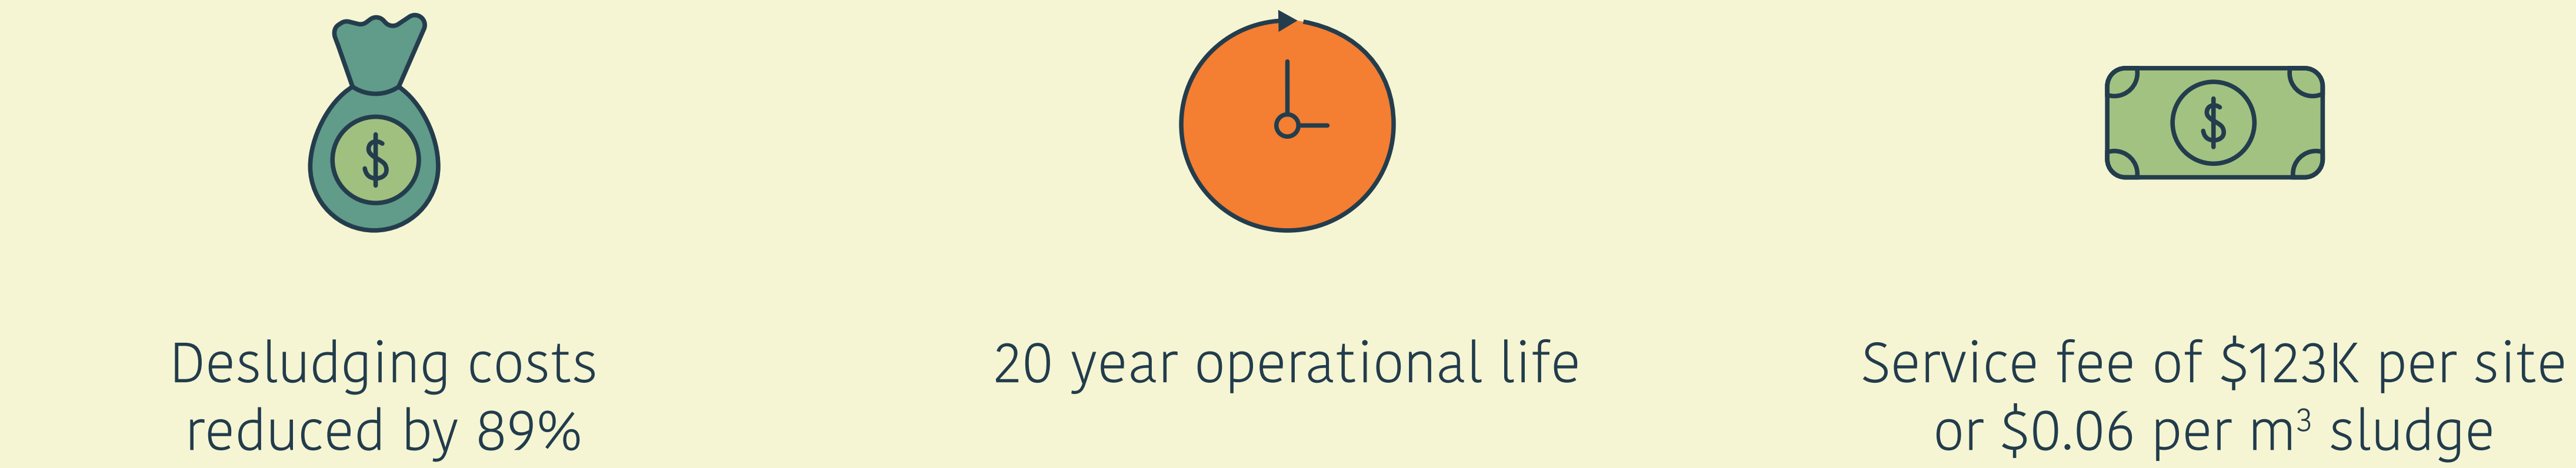 $
$
Desludging costs
reduced by 89%
20 year operational life
Service fee of $123K per site
or $0.06 per m³ sludge